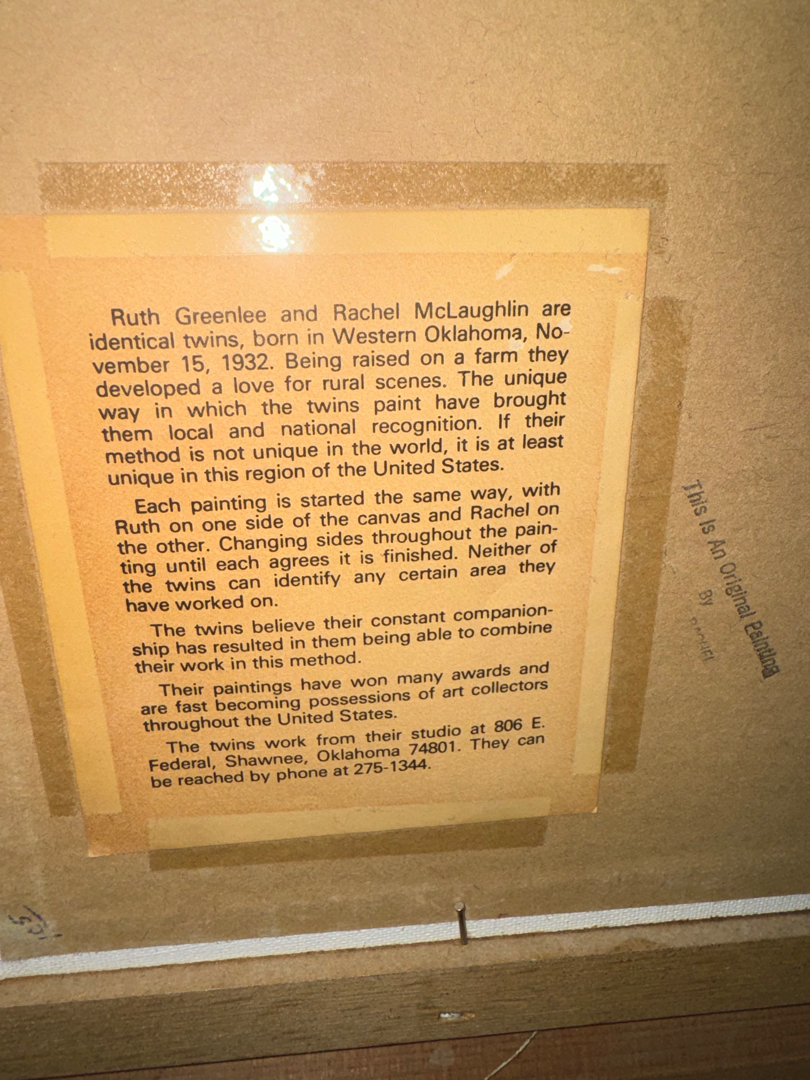 Ruth Greenlee and Rachel McLaughlin are
identical twins, born in Western Oklahoma, No-
vember 15, 1932. Being raised on a farm they
developed a love for rural scenes. The unique
way in which the twins paint have brought
them local and national recognition. If their
method is not unique in the world, it is at least
unique in this region of the United States.
Each painting is started the same way, with
Ruth on one side of the canvas and Rachel on
the other. Changing sides throughout the pain-
ting until each agrees it is finished. Neither of
the twins can identify any certain area they
have worked on.
The twins believe their constant companion-
ship has resulted in them being able to combine
their work in this method.
Their paintings have won many awards and
are fast becoming possessions of art collectors
throughout the United States.
The twins work from their studio at 806 E.
Federal, Shawnee, Oklahoma 74801. They can
be reached by phone at 275-1344.
This Is An Original Painting
By